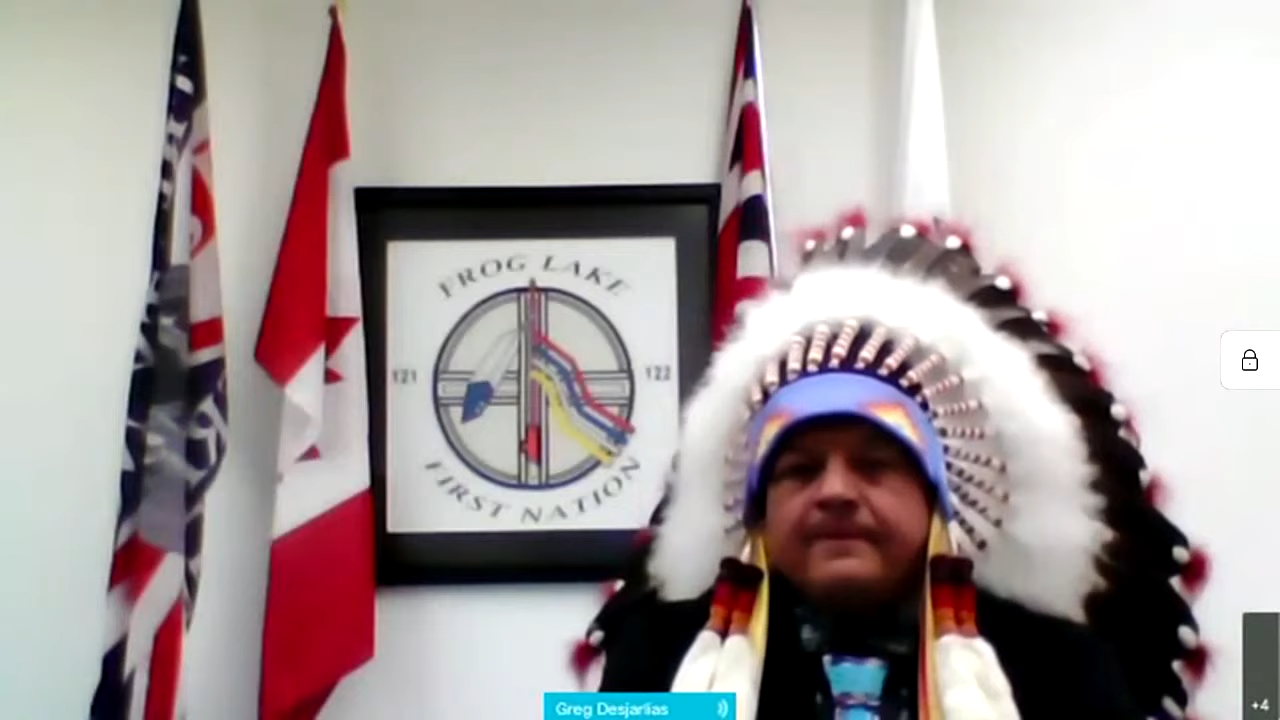 FROG LAKE
121
122
FIRST NATION
Greg Desjarlias
+4